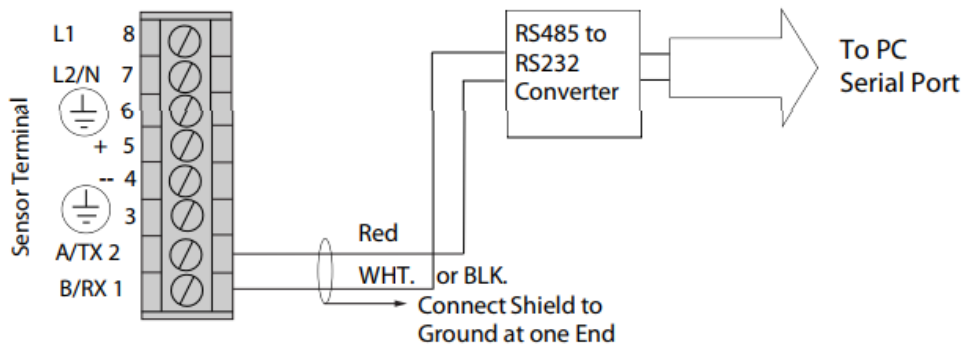 Sensor Terminal
L1 8
L2/N 7
6
+ 5
-- 4
3
A/TX 2
B/RX 1
Red
WHT. or BLK.
Connect Shield to
Ground at one End
RS485 to
RS232
Converter
To PC
Serial Port